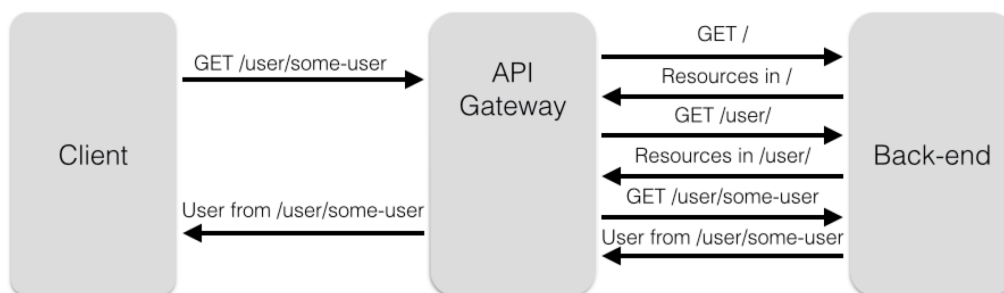 Client
GET /user/some-user
User from /user/some-user
API
Gateway
GET /
Resources in /
GET /user/
Resources in /user/
GET /user/some-user
User from /user/some-user
Back-end